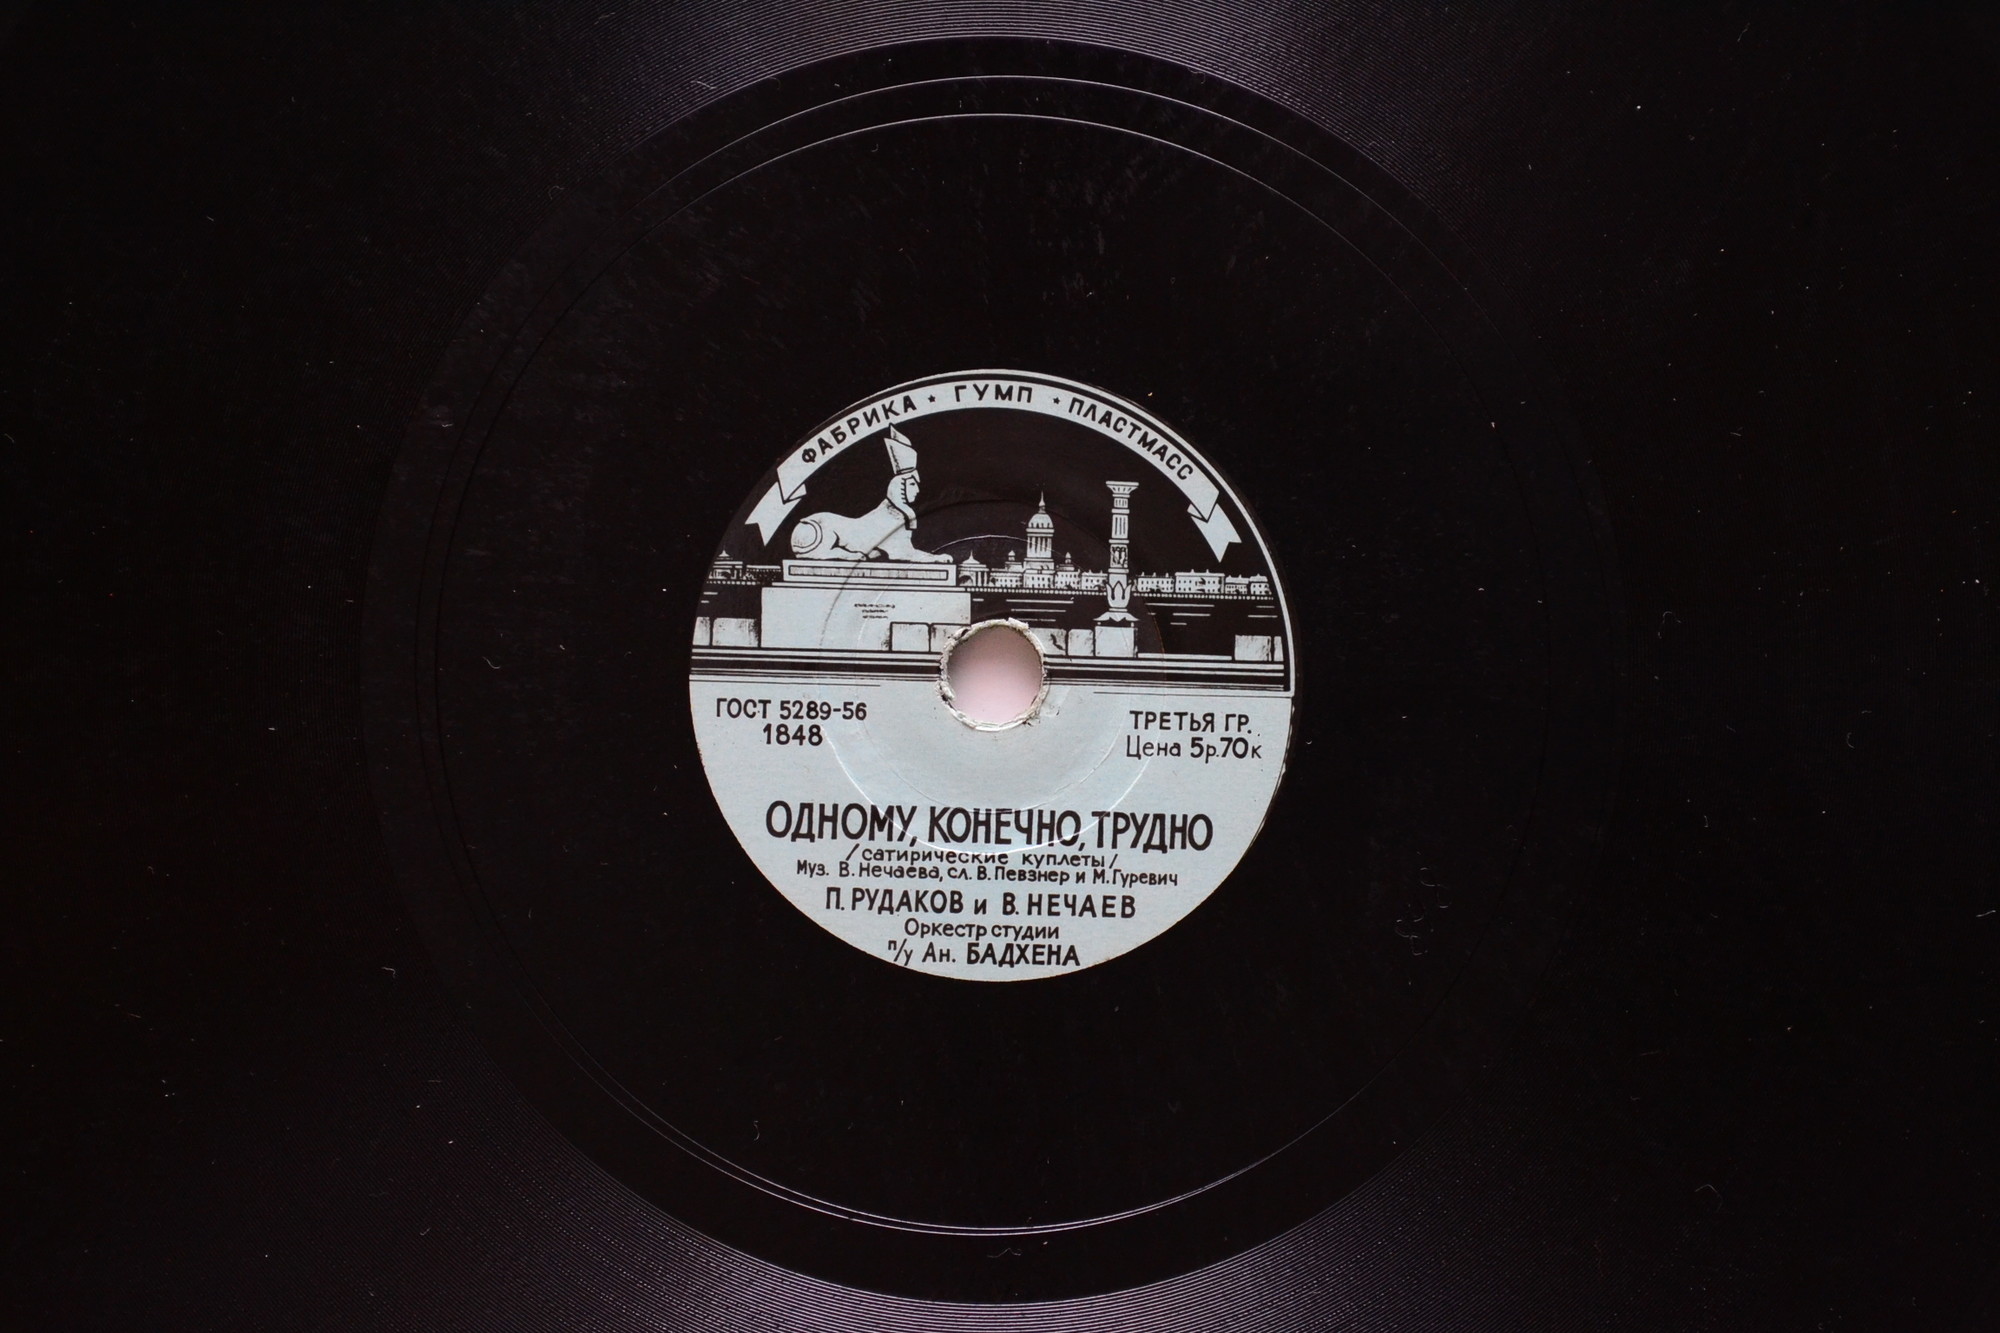 ФАБРИКА ★ ГУМП ★ ПЛАСТМАСС
ГОСТ 5289-56
1848
ТРЕТЬЯ ГР.
Цена 5р.70к
ОДНОМУ, КОНЕЧНО, ТРУДНО
/сатирические куплеты/
Муз. В. Нечаева, сл. В. Певзнер и М. Гуревич
П. РУДАКОВ и В. НЕЧАЕВ
Оркестр студии
п/у Ан. БАДХЕНА